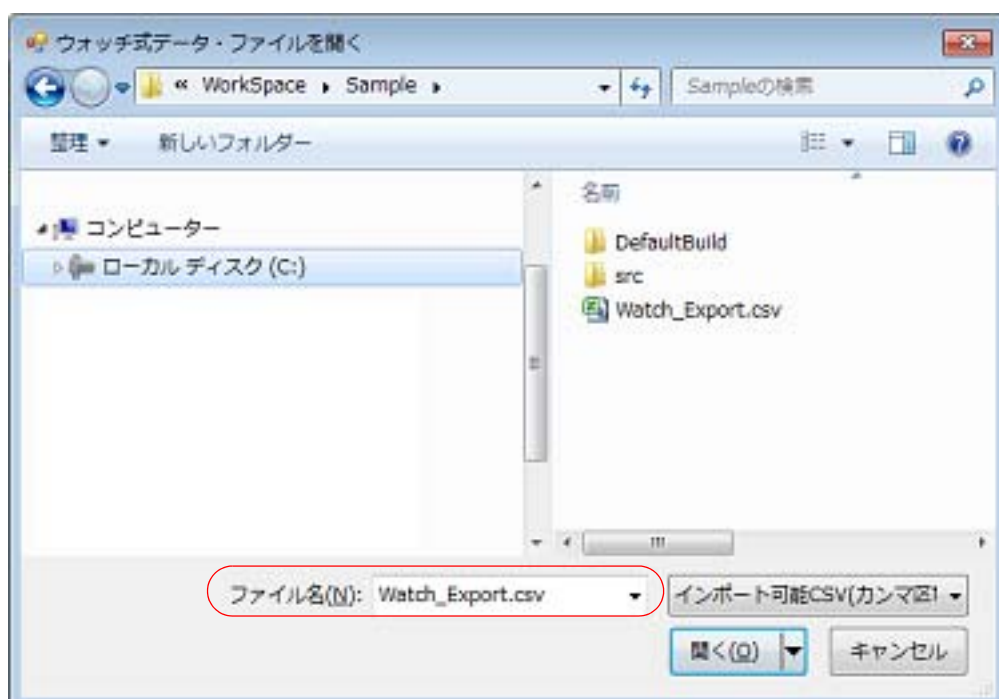 ウォッチ式データ・ファイルを開く
« WorkSpace ▸ Sample ▸
Sampleの検索
整理 ▼ 新しいフォルダー
コンピューター
ローカル ディスク (C:)
名前
DefaultBuild
src
Watch_Export.csv
ファイル名(N): Watch_Export.csv
インポート可能CSV(カンマ区
開く(O)
キャンセル